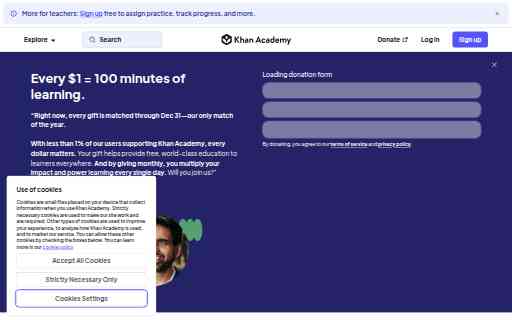 More for teachers: Sign up free to assign practice, track progress, and more.
×
Explore
Search
Khan Academy
Donate
Log in
Sign up
Every $1 = 100 minutes of
learning.
"Right now, every gift is matched through Dec 31—our only match
of the year.
With less than 1% of our users supporting Khan Academy, every
dollar matters. Your gift helps provide free, world-class education to
learners everywhere. And by giving monthly, you multiply your
impact and power learning every single day. Will you join us?"
Loading donation form
By donating, you agree to our terms of service and privacy policy.
Use of cookies
Cookies are small files placed on your device that collect
information when you use Khan Academy. Strictly
necessary cookies are used to make our site work and
are required. Other types of cookies are used to improve
your experience, to analyze how Khan Academy is used,
and to market our service. You can allow these other
cookies by checking the boxes below. You can learn
more in our cookies policy
Accept All Cookies
Strictly Necessary Only
Cookies Settings